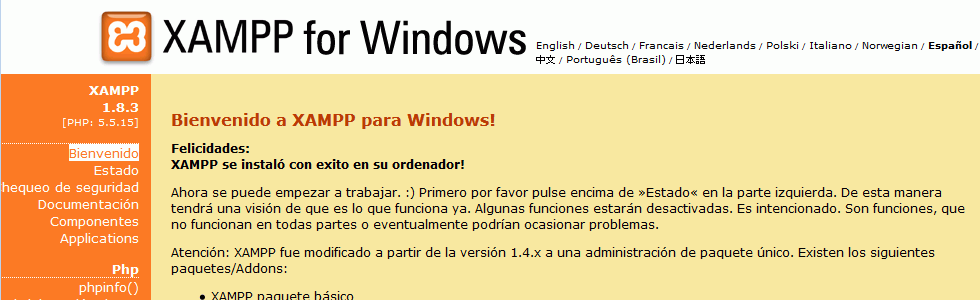 XAMPP for Windows
English / Deutsch / Francais / Nederlands / Polski / Italiano / Norwegian / Español /
中文 / Português (Brasil) / 日本語
XAMPP
1.8.3
[PHP: 5.5.15]
Bienvenido
Estado
hequeo de seguridad
Documentación
Componentes
Applications
Php
phpinfo()
Bienvenido a XAMPP para Windows!
Felicidades:
XAMPP se instaló con exito en su ordenador!
Ahora se puede empezar a trabajar. :) Primero por favor pulse encima de »Estado« en la parte izquierda. De esta manera
tendrá una visión de que es lo que funciona ya. Algunas funciones estarán desactivadas. Es intencionado. Son funciones, que
no funcionan en todas partes o eventualmente podrían ocasionar problemas.
Atención: XAMPP fue modificado a partir de la versión 1.4.x a una administración de paquete único. Existen los siguientes
paquetes/Addons:
• XAMPP paquete básico